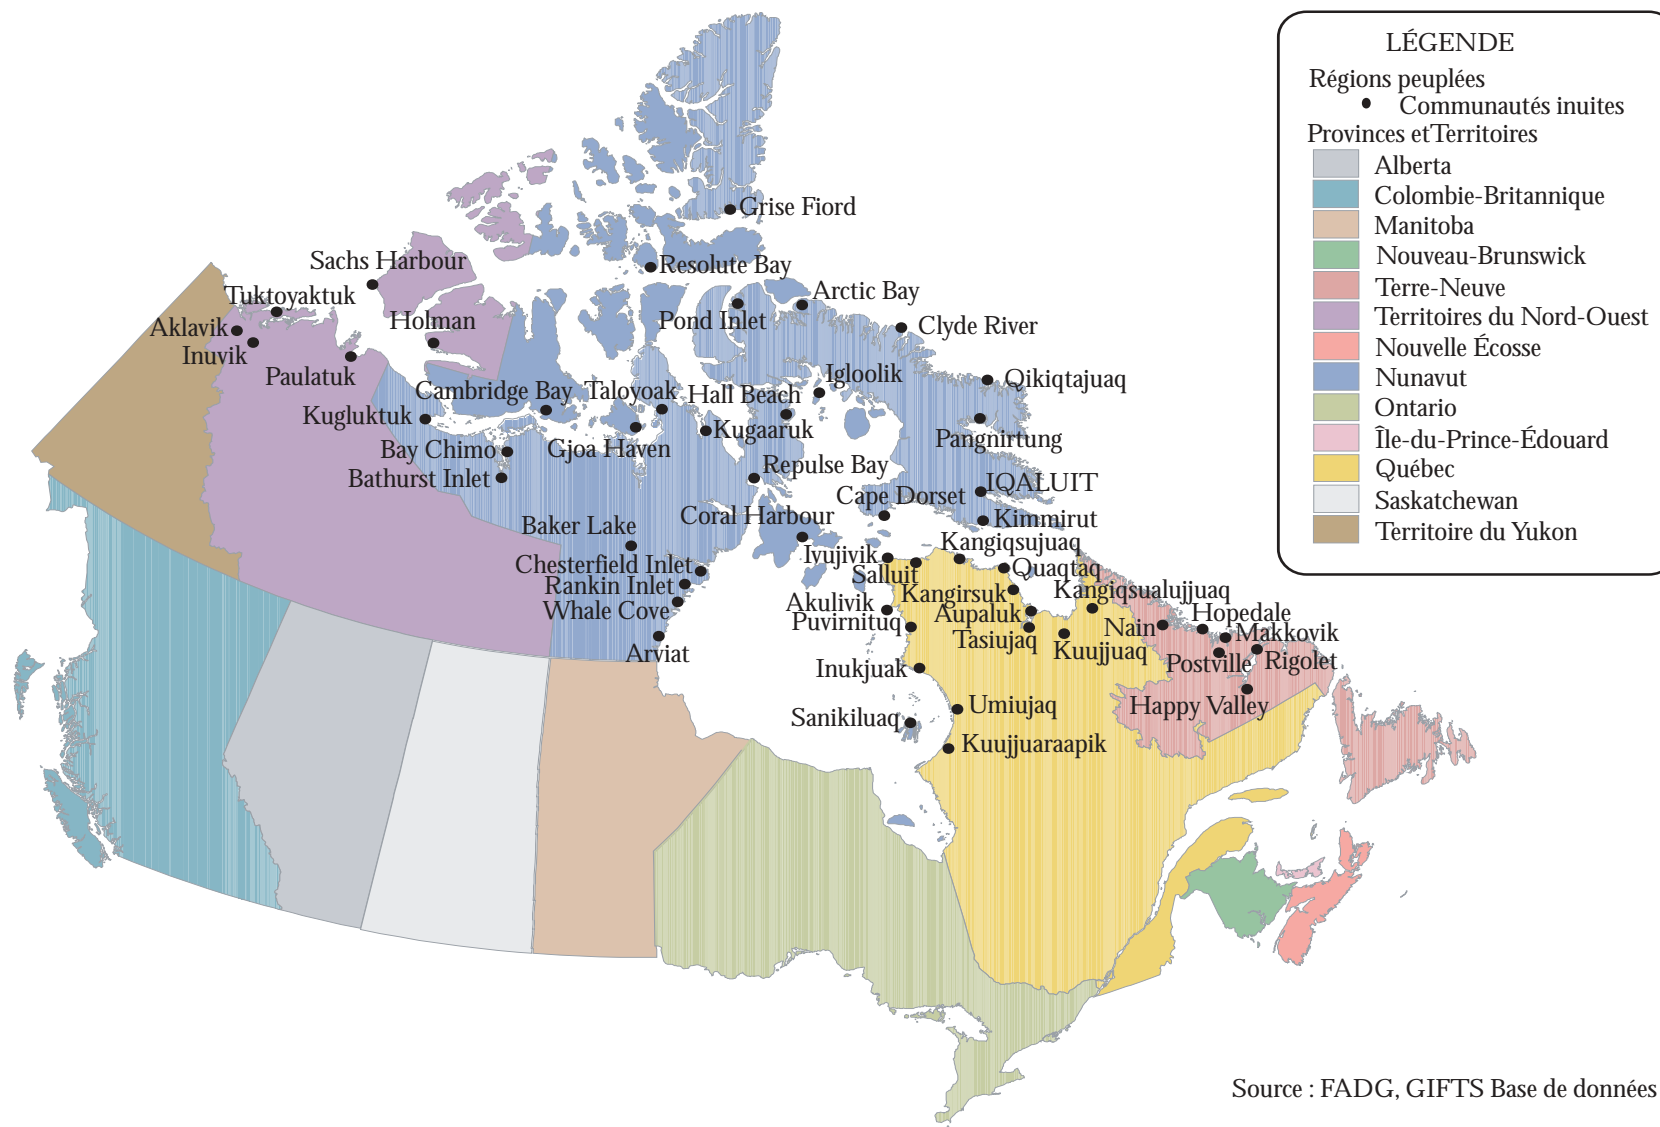 LÉGENDE
Régions peuplées
Communautés inuites
Provinces et Territoires
Alberta
Colombie-Britannique
Manitoba
Nouveau-Brunswick
Terre-Neuve
Territoires du Nord-Ouest
Nouvelle Écosse
Nunavut
Ontario
Île-du-Prince-Édouard
Québec
Saskatchewan
Territoire du Yukon
Grise Fiord
Sachs Harbour
Resolute Bay
Tuktoyaktuk
Arctic Bay
Aklavik
Holman
Pond Inlet
Clyde River
Inuvik
Paulatuk
Igloolik
Qikiqtajuaq
Cambridge Bay
Taloyoak
Hall Beach
Kugluktuk
Kugaaruk
Pangnirtung
Bay Chimo
Gjoa Haven
Bathurst Inlet
Repulse Bay
IQALUIT
Cape Dorset
Baker Lake
Coral Harbour
Kimmirut
Kangiqsujuaq
Ivujivik
Chesterfield Inlet
Salluit
Quaqtaq
Rankin Inlet
Kangirsuk
Kangiqsualujjuaq
Whale Cove
Akulivik
Aupaluk
Hopedale
Puvirnituq
Nain
Makkovik
Arviat
Tasiujaq
Kuujjuaq
Postville
Rigolet
Inukjuak
Umiujaq
Happy Valley
Sanikiluaq
Kuujjuaraapik
Source : FADG, GIFTS Base de données